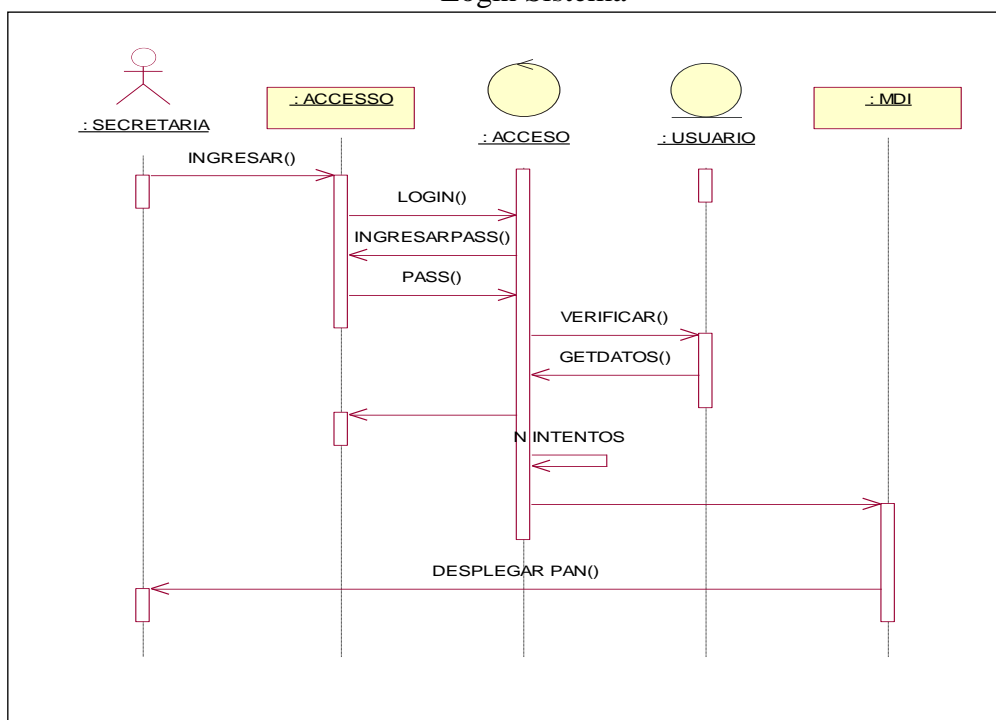 Login Sistema
: SECRETARIA
: ACCESSO
: ACCESO
: USUARIO
: MDI
INGRESAR()
LOGIN()
INGRESARPASS()
PASS()
VERIFICAR()
GETDATOS()
N INTENTOS
DESPLEGAR PAN()